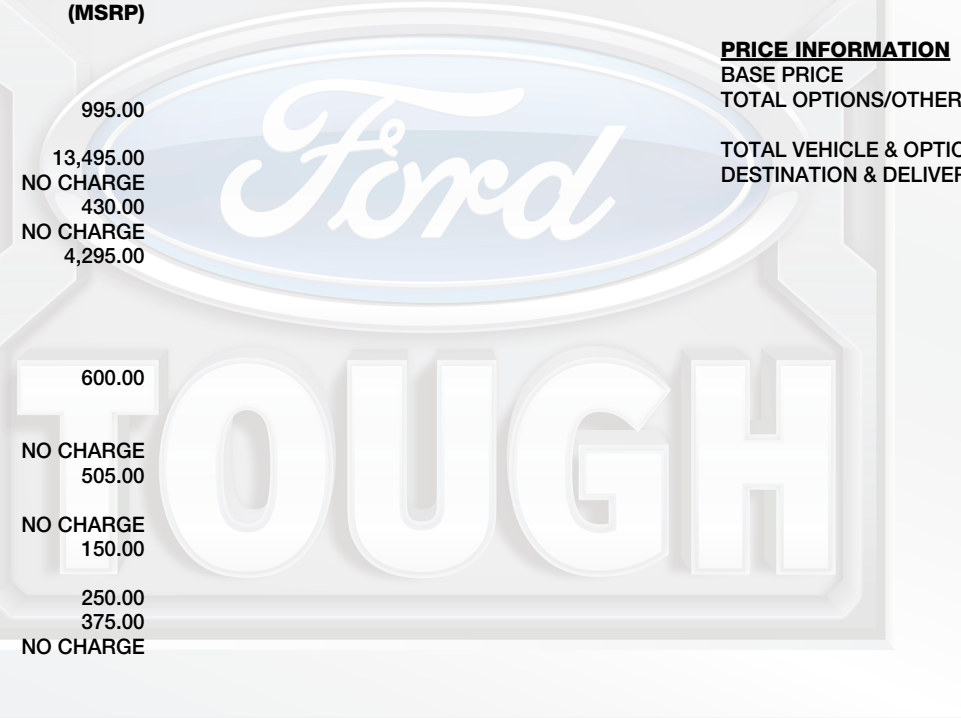 (MSRP)
995.00
13,495.00
NO CHARGE
430.00
NO CHARGE
4,295.00
600.00
NO CHARGE
505.00
NO CHARGE
150.00
250.00
375.00
NO CHARGE
PRICE INFORMATION
BASE PRICE
TOTAL OPTIONS/OTHER
TOTAL VEHICLE & OPTIO
DESTINATION & DELIVER
Ford
TOUGH